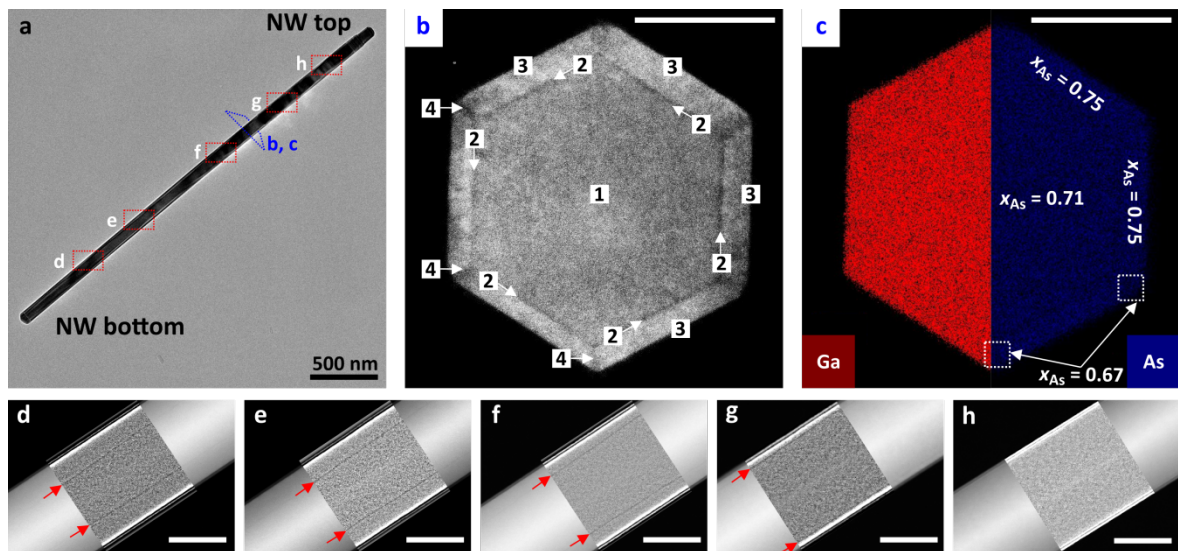 a
NW top
h
g
b, c
f
e
d
NW bottom
500 nm
b
3
2
3
4
2
2
1
3
2
4
2
2
3
4
c
xAs = 0.75
xAs = 0.75
xAs = 0.71
Ga
xAs = 0.67
As
d
e
f
g
h